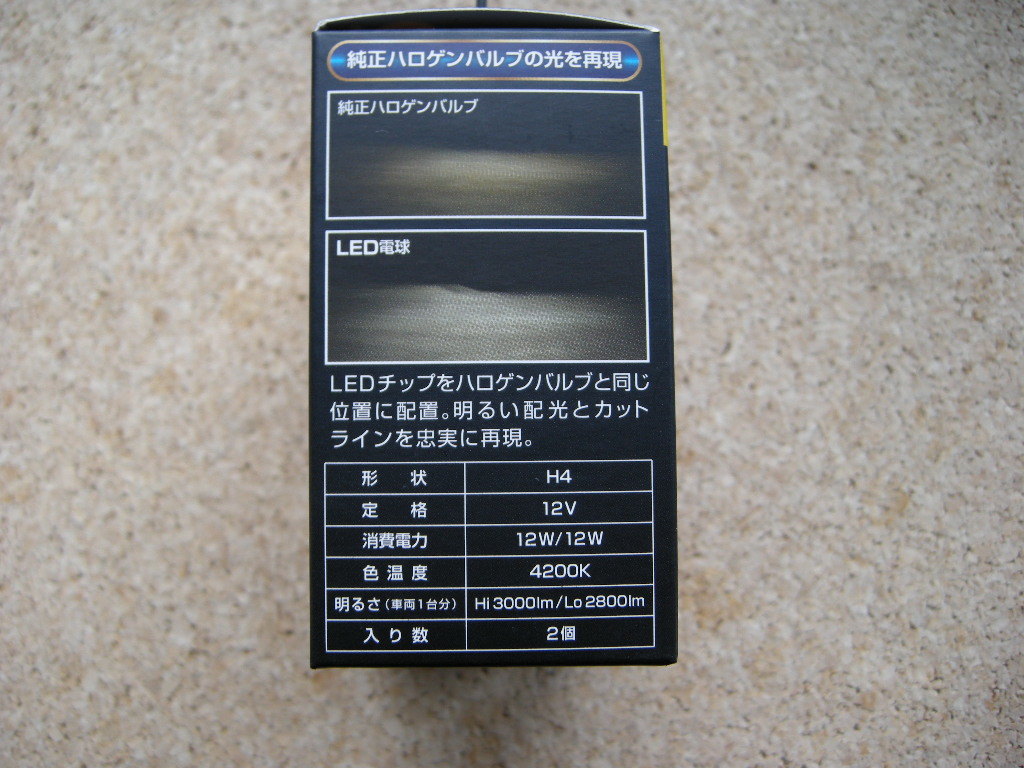 純正ハロゲンバルブの光を再現
純正ハロゲンバルブ
LED電球
LEDチップをハロゲンバルブと同じ
位置に配置。明るい配光とカット
ラインを忠実に再現。
形状 H4
定格 12V
消費電力 12W/12W
色温度 4200K
明るさ(車両1台分) Hi 3000lm/Lo 2800lm
入り数 2個